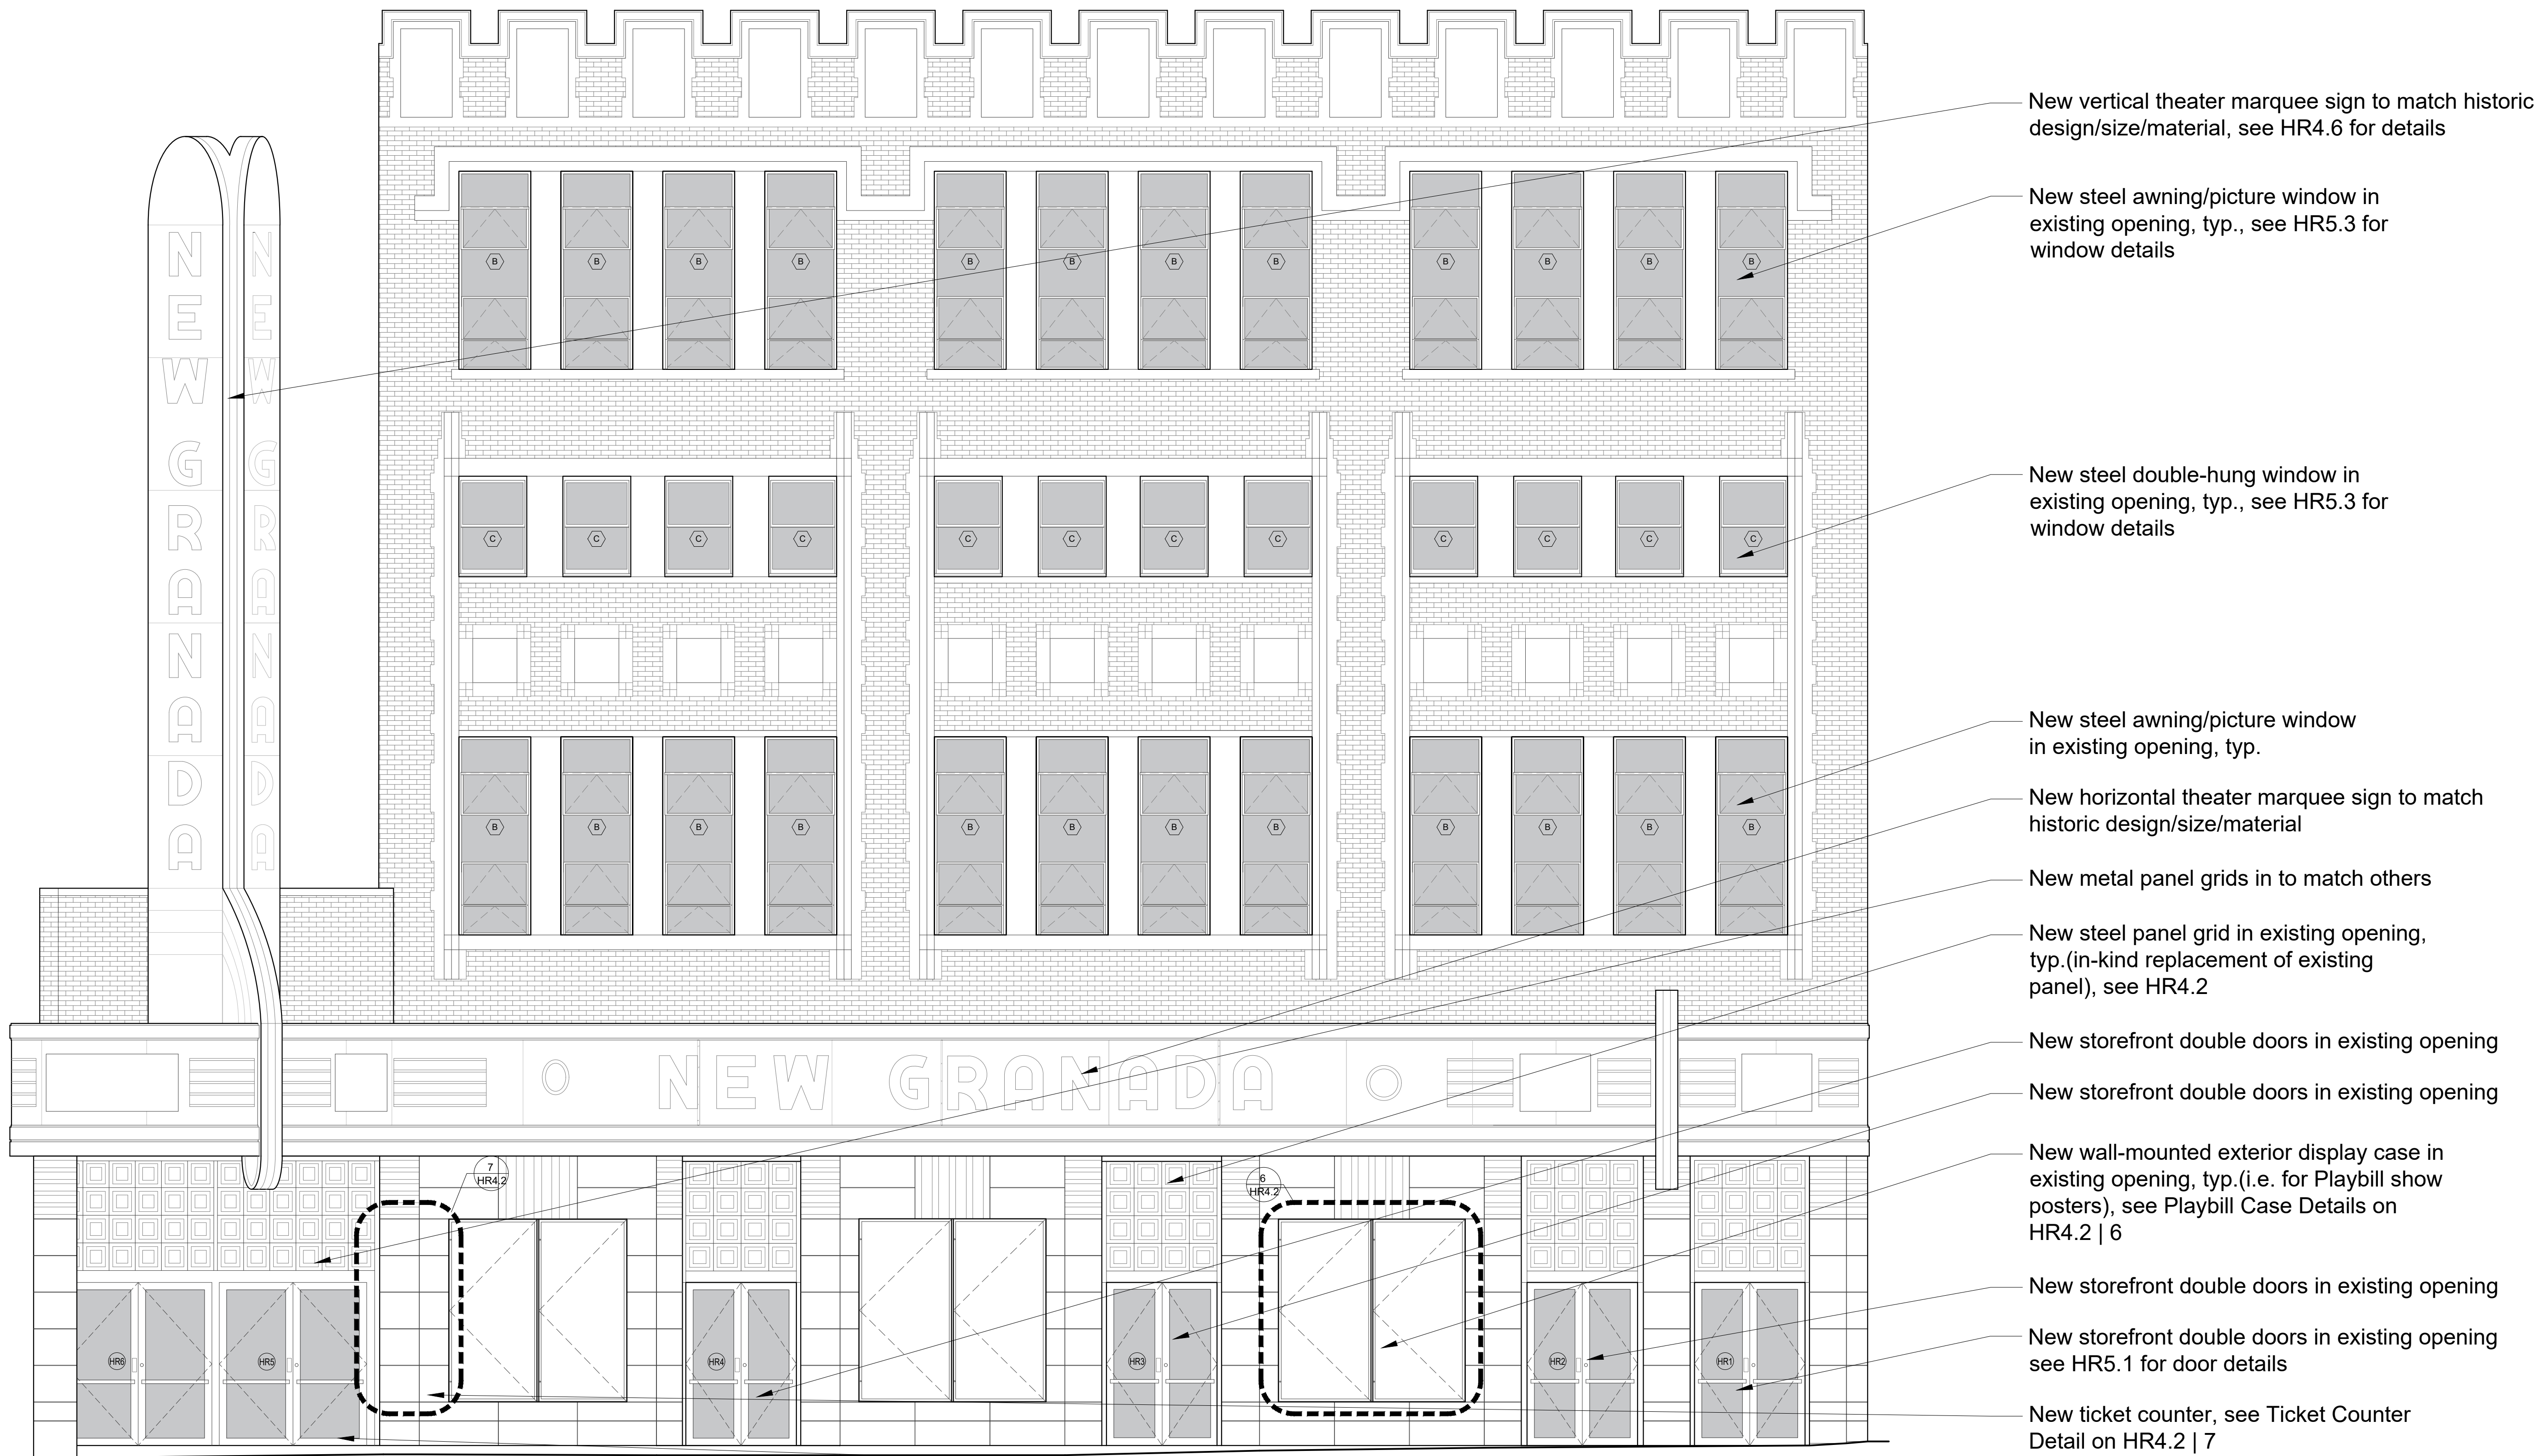 New vertical theater marquee sign to match historic
design/size/material, see HR4.6 for details
New steel awning/picture window in
existing opening, typ., see HR5.3 for
window details
New steel double-hung window in
existing opening, typ., see HR5.3 for
window details
New steel awning/picture window
in existing opening, typ.
New horizontal theater marquee sign to match
historic design/size/material
New metal panel grids in to match others
New steel panel grid in existing opening,
typ.(in-kind replacement of existing
panel), see HR4.2
New storefront double doors in existing opening
New storefront double doors in existing opening
New wall-mounted exterior display case in
existing opening, typ.(i.e. for Playbill show
posters), see Playbill Case Details on
HR4.2 | 6
New storefront double doors in existing opening
New storefront double doors in existing opening
see HR5.1 for door details
New ticket counter, see Ticket Counter
Detail on HR4.2 | 7
NEW GRANADA
NEW GRANADA
B B B B B B B B B B B B
C C C C C C C C C C C C
B B B B B B B B B B B B
NEW GRANADA
7
HR4.2
6
HR4.2
HR6 HR5 HR4 HR3 HR2 HR1